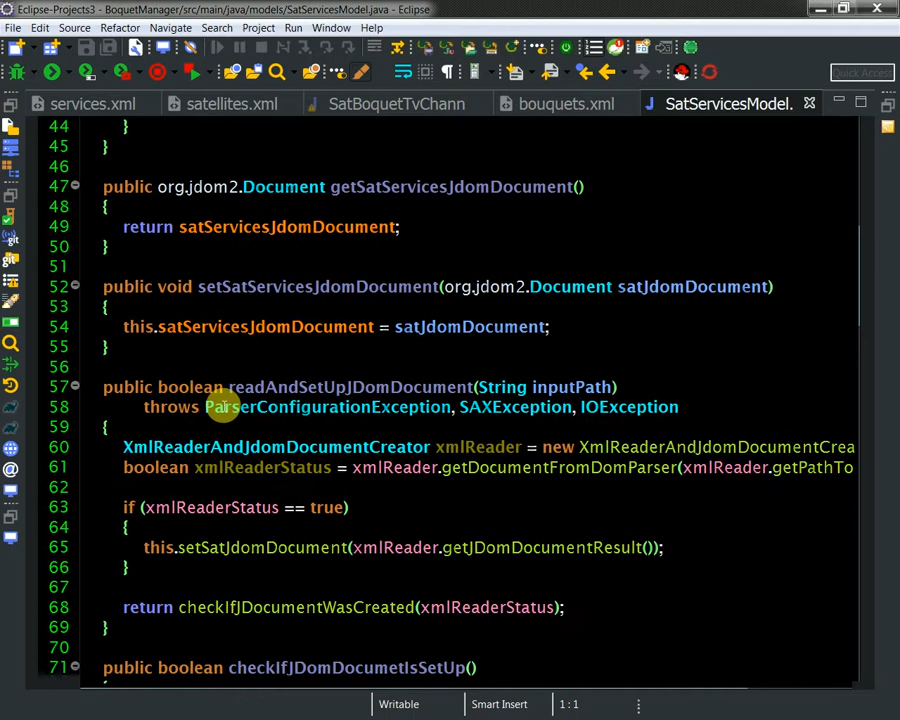 Eclipse-Projects3 - BoquetManager/src/main/java/models/SatServicesModel.java - Eclipse
File Edit Source Refactor Navigate Search Project Run Window Help
Quick Access
services.xml satellites.xml SatBoquetTvChann bouquets.xml SatServicesModel.
44 }
45 }
46
47 public org.jdom2.Document getSatServicesJdomDocument()
48 {
49 return satServicesJdomDocument;
50 }
51
52 public void setSatServicesJdomDocument(org.jdom2.Document satJdomDocument)
53 {
54 this.satServicesJdomDocument = satJdomDocument;
55 }
56
57 public boolean readAndSetUpJDomDocument(String inputPath)
58 throws ParserConfigurationException, SAXException, IOException
59 {
60 XmlReaderAndJdomDocumentCreator xmlReader = new XmlReaderAndJdomDocumentCrea
61 boolean xmlReaderStatus = xmlReader.getDocumentFromDomParser(xmlReader.getPathTo
62
63 if (xmlReaderStatus == true)
64 {
65 this.setSatJdomDocument(xmlReader.getJDomDocumentResult());
66 }
67
68 return checkIfJDocumentWasCreated(xmlReaderStatus);
69 }
70
71 public boolean checkIfJDomDocumetIsSetUp()
Writable Smart Insert 1:1